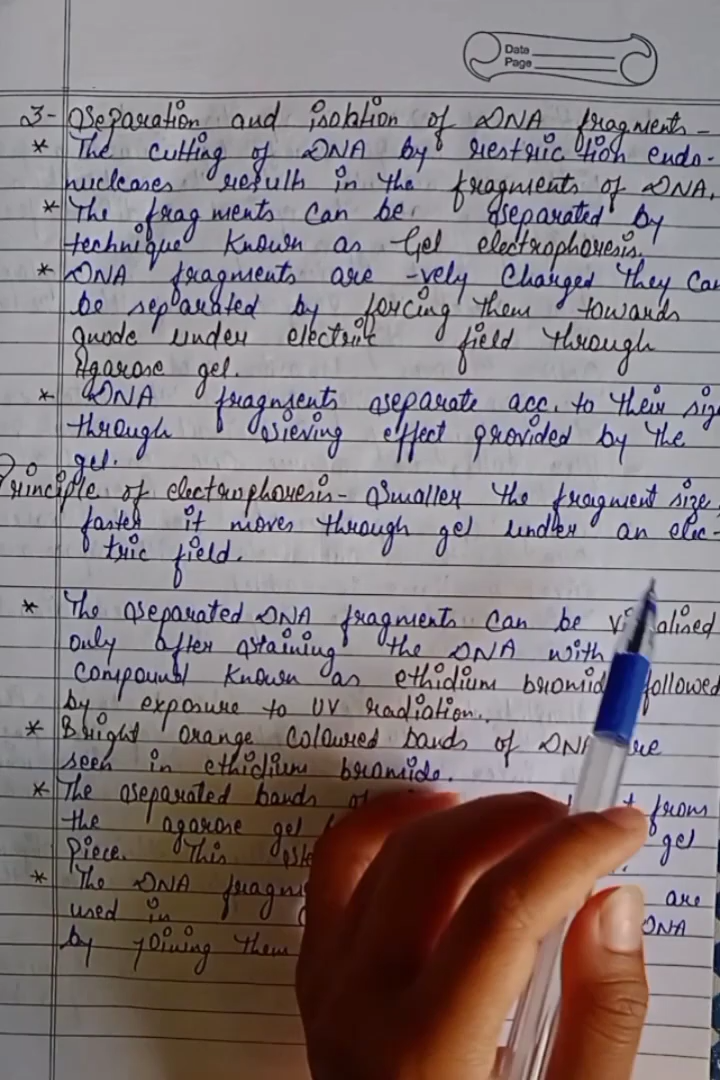 Date
Page
3- Separation and isolation of DNA fragments -
* The cutting of DNA by restriction endo-
nucleases results in the fragments of DNA.
* The fragments can be separated by
technique known as Gel electrophoresis.
* DNA fragments are -vely charged they can
be separated by forcing them towards
anode under electric field through
Agarose gel.
* DNA fragments separate acc. to their size
through sieving effect provided by the
gel.
Principle of electrophoresis - Smaller the fragment size,
faster it moves through gel under an elec-
tric field.
* The separated DNA fragments can be
only after staining the DNA with
compound known as ethidium followed
by exposure to UV radiation.
* Bright orange coloured bands of DNA
seen in ethidium bromide.
* The separated bands from
the agarose gel gel
piece. This
* The DNA are
used in DNA
by joining them